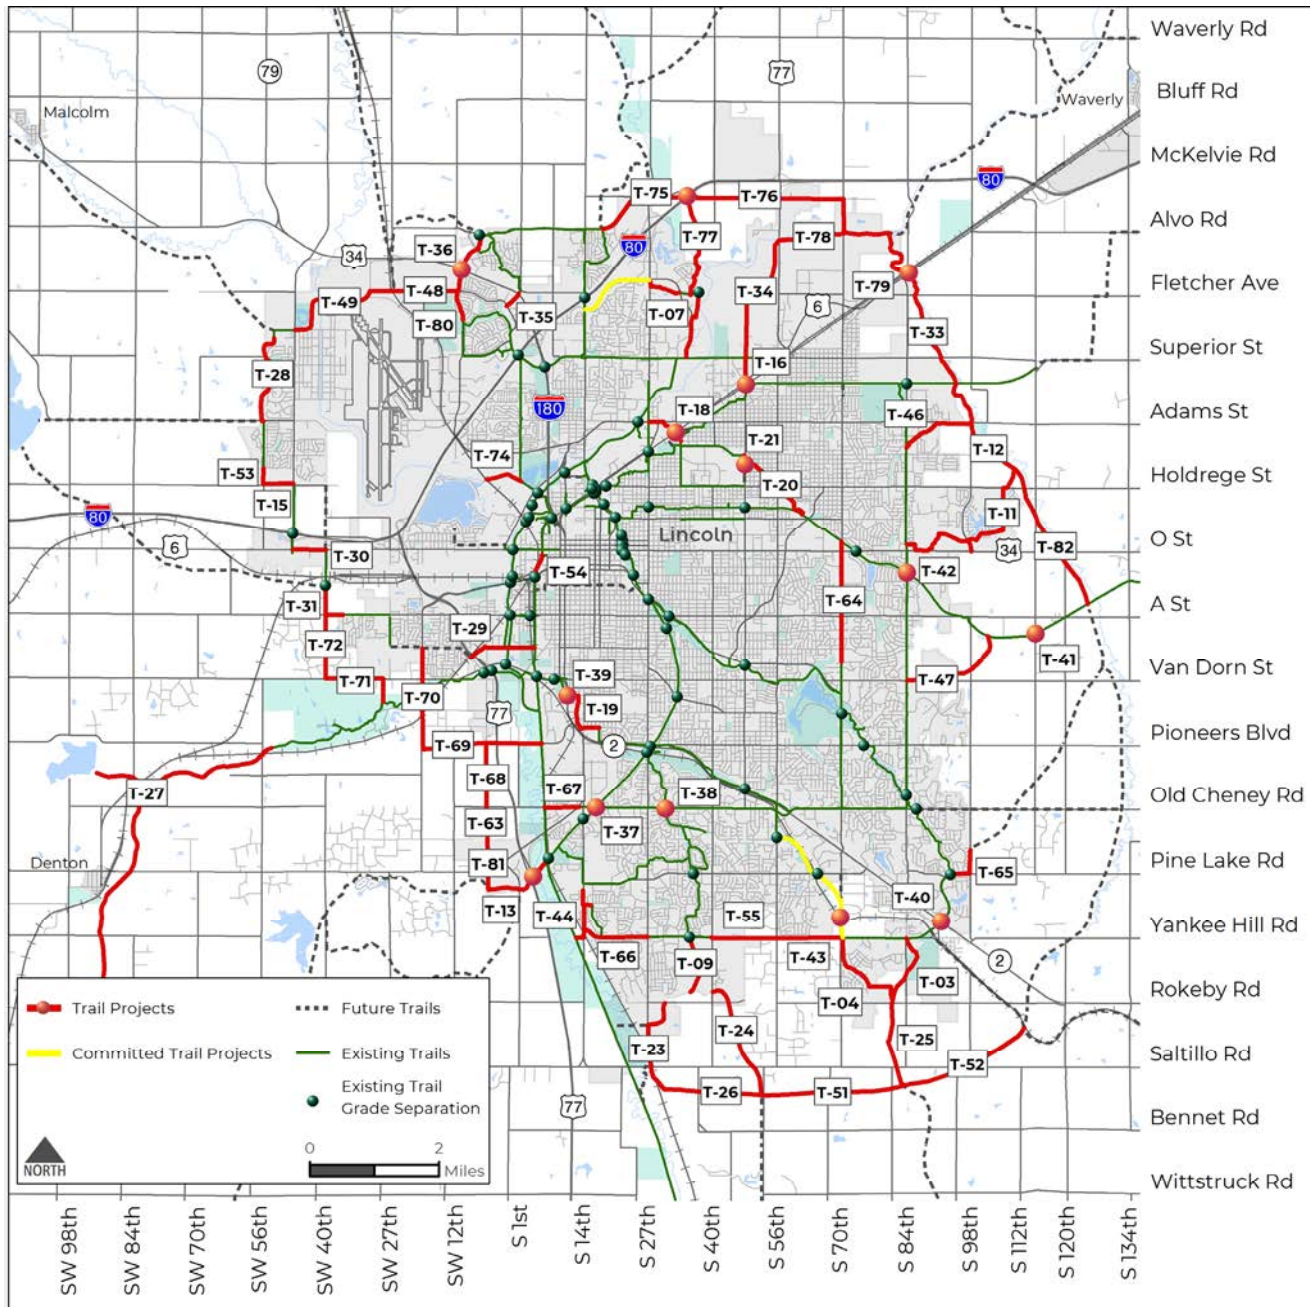 Waverly Rd
79
77
Bluff Rd
Waverly
Malcolm
McKelvie Rd
80
T-75
T-76
Alvo Rd
T-36
T-77
T-78
80
34
Fletcher Ave
T-79
T-48
T-34
T-49
T-80
T-35
T-07
6
T-33
Superior St
T-16
T-28
180
T-18
T-46
Adams St
T-21
T-12
T-74
T-53
T-20
Holdrege St
T-15
T-11
80
Lincoln
O St
6
T-82
34
T-30
T-54
T-42
T-31
T-64
A St
T-29
T-72
T-41
Van Dorn St
T-39
T-47
T-71
T-70
T-19
77
Pioneers Blvd
2
T-69
T-68
T-67
T-38
Old Cheney Rd
T-27
T-63
T-37
Denton
T-81
Pine Lake Rd
T-65
T-40
T-13
T-44
T-55
Yankee Hill Rd
T-66
T-43
T-09
2
T-03
T-04
Rokeby Rd
Trail Projects
Future Trails
T-24
T-25
T-23
Committed Trail Projects
Existing Trails
Saltillo Rd
T-52
Existing Trail
Grade Separation
T-26
T-51
77
Bennet Rd
0
2
Miles
NORTH
Wittstruck Rd
SW 98th
SW 84th
SW 70th
SW 56th
SW 40th
SW 27th
SW 12th
S 1st
S 14th
S 27th
S 40th
S 56th
S 70th
S 84th
S 98th
S 112th
S 120th
S 134th